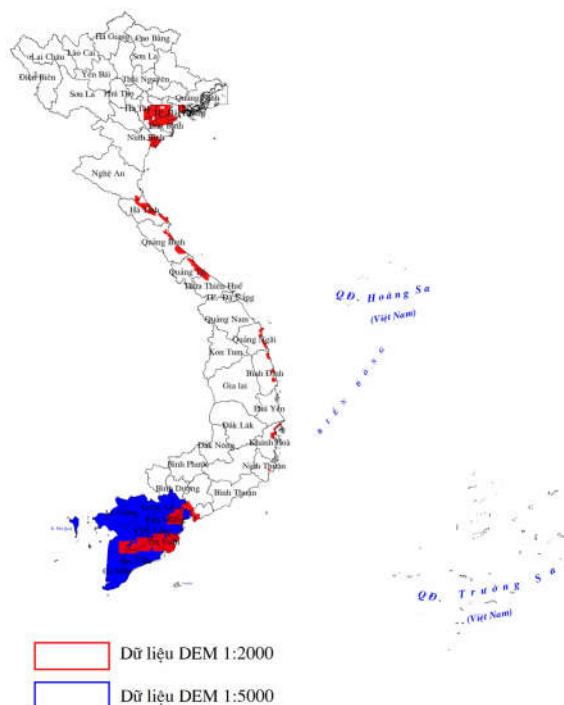 Hà Giang
Cao Bằng
Lào Cai
Lai Châu
Sơn La
Điện Biên
Yên Bái
Thái Nguyên
Sơn La
Phú Thọ
Quảng Ninh
Ninh Bình
Nghệ An
Hà Tĩnh
Quảng Bình
Quảng Trị
Thừa Thiên Huế
TP. Đà Nẵng
Quảng Nam
Quảng Ngãi
Kon Tum
Bình Định
Gia lai
Phú Yên
Đắk Lắk
Khánh Hoà
Đắk Nông
Ninh Thuận
Bình Phước
Bình Dương
Bình Thuận
QĐ. Hoàng Sa
(Việt Nam)
BIỂN ĐÔNG
QĐ. Trường Sa
(Việt Nam)
Dữ liệu DEM 1:2000
Dữ liệu DEM 1:5000